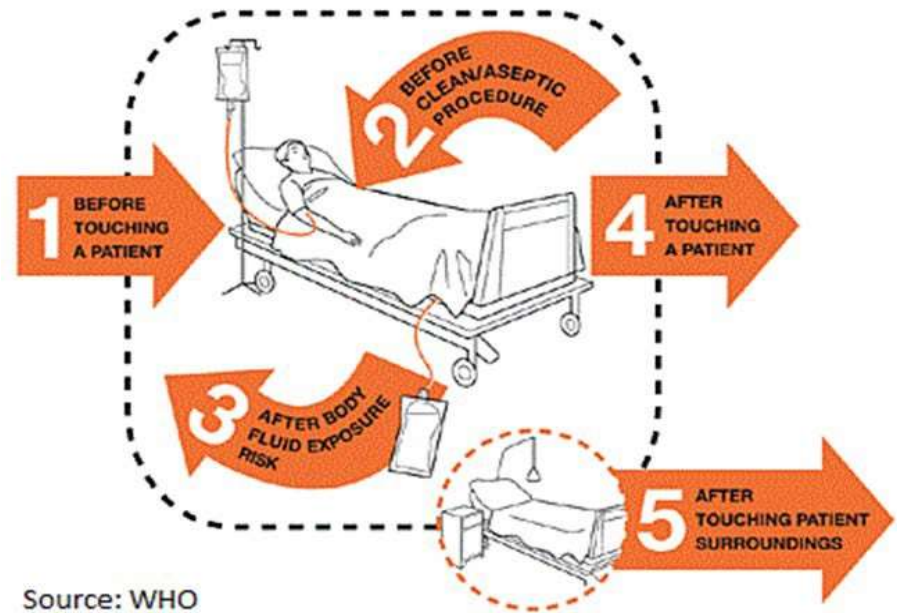 1 BEFORE
TOUCHING
A PATIENT
2 BEFORE
CLEAN/ASEPTIC
PROCEDURE
3 AFTER BODY
FLUID EXPOSURE
RISK
4 AFTER
TOUCHING
A PATIENT
5 AFTER
TOUCHING PATIENT
SURROUNDINGS
Source: WHO